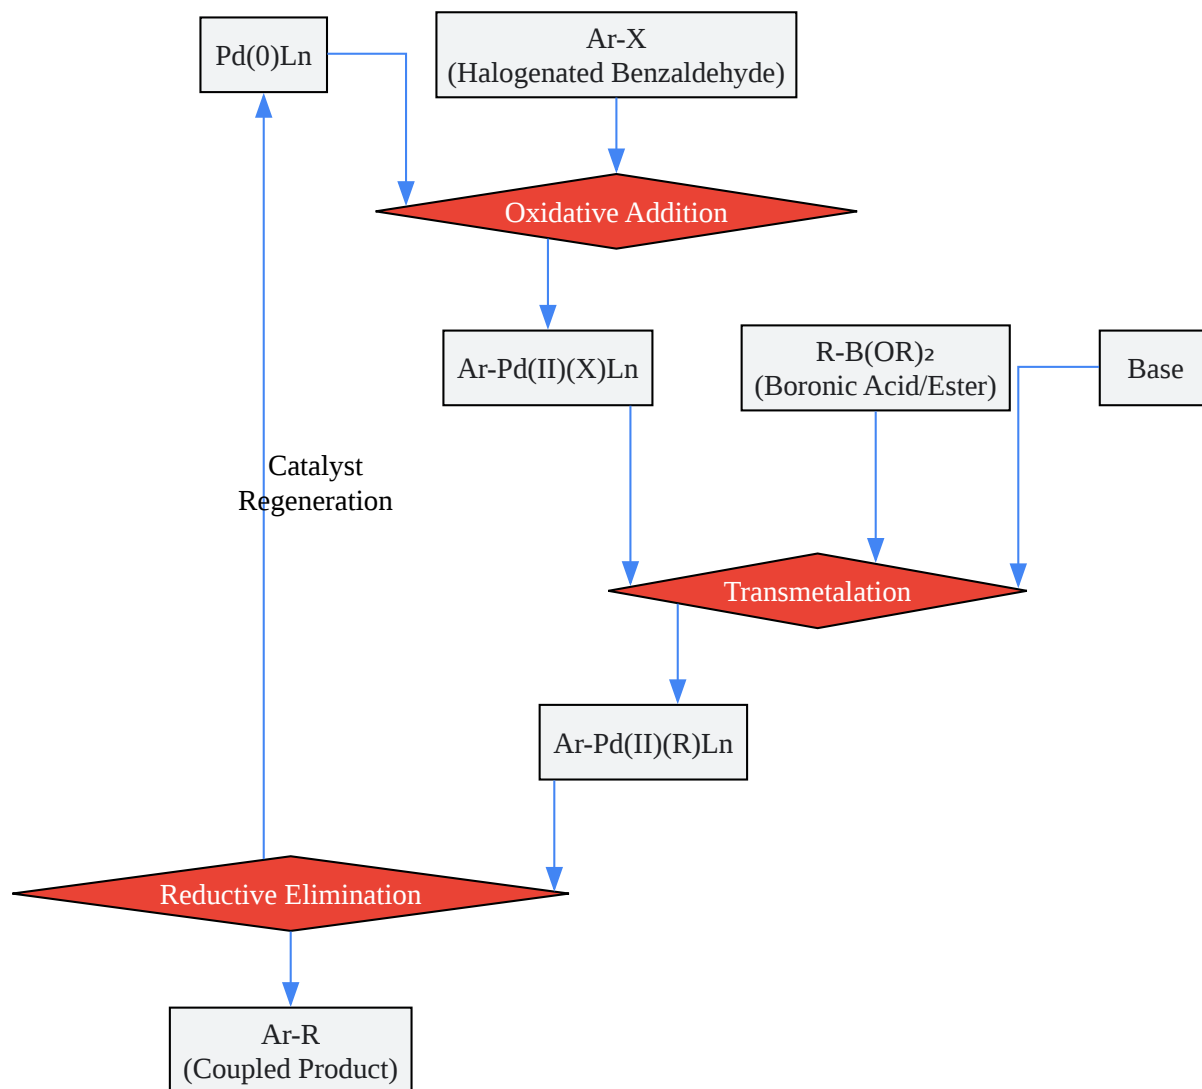 Pd(0)Ln
Ar-X
(Halogenated Benzaldehyde)
Oxidative Addition
Ar-Pd(II)(X)Ln
R-B(OR)₂
(Boronic Acid/Ester)
Base
Catalyst
Regeneration
Transmetalation
Ar-Pd(II)(R)Ln
Reductive Elimination
Ar-R
(Coupled Product)